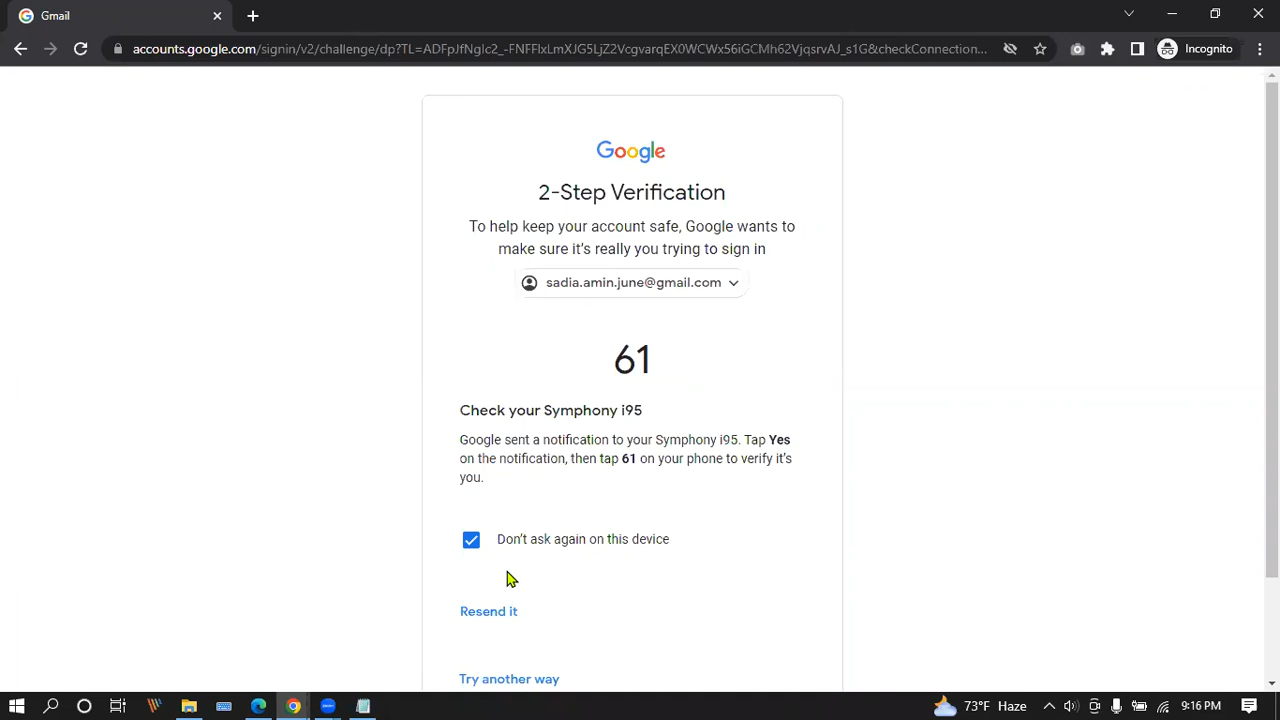 Gmail
accounts.google.com/signin/v2/challenge/dp?TL=ADFpJfNglc2_-FNFFlxLmXJG5LjZ2VcgvarqEX0WCWx56iGCMh62VjqsrvAJ_s1G&checkConnection...
Incognito
Google
2-Step Verification
To help keep your account safe, Google wants to
make sure it's really you trying to sign in
sadia.amin.june@gmail.com
61
Check your Symphony i95
Google sent a notification to your Symphony i95. Tap Yes
on the notification, then tap 61 on your phone to verify it's
you.
Don't ask again on this device
Resend it
Try another way
73°F Haze
9:16 PM